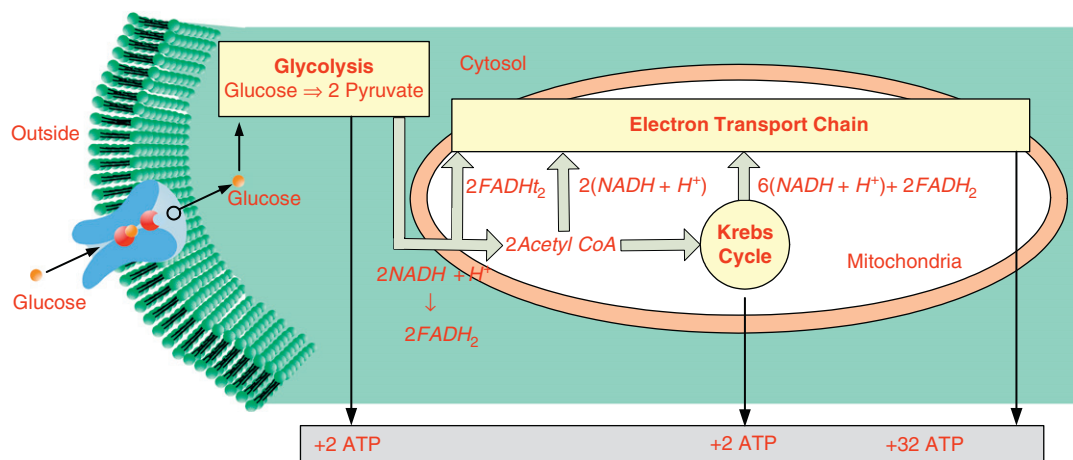 Glycolysis
Glucose ⇒ 2 Pyruvate
Cytosol
Outside
Electron Transport Chain
Glucose
2FADHt₂
2(NADH + H⁺)
6(NADH + H⁺)+ 2FADH₂
2Acetyl CoA
Krebs
Cycle
Mitochondria
Glucose
2NADH + H⁺
↓
2FADH₂
+2 ATP
+2 ATP
+32 ATP